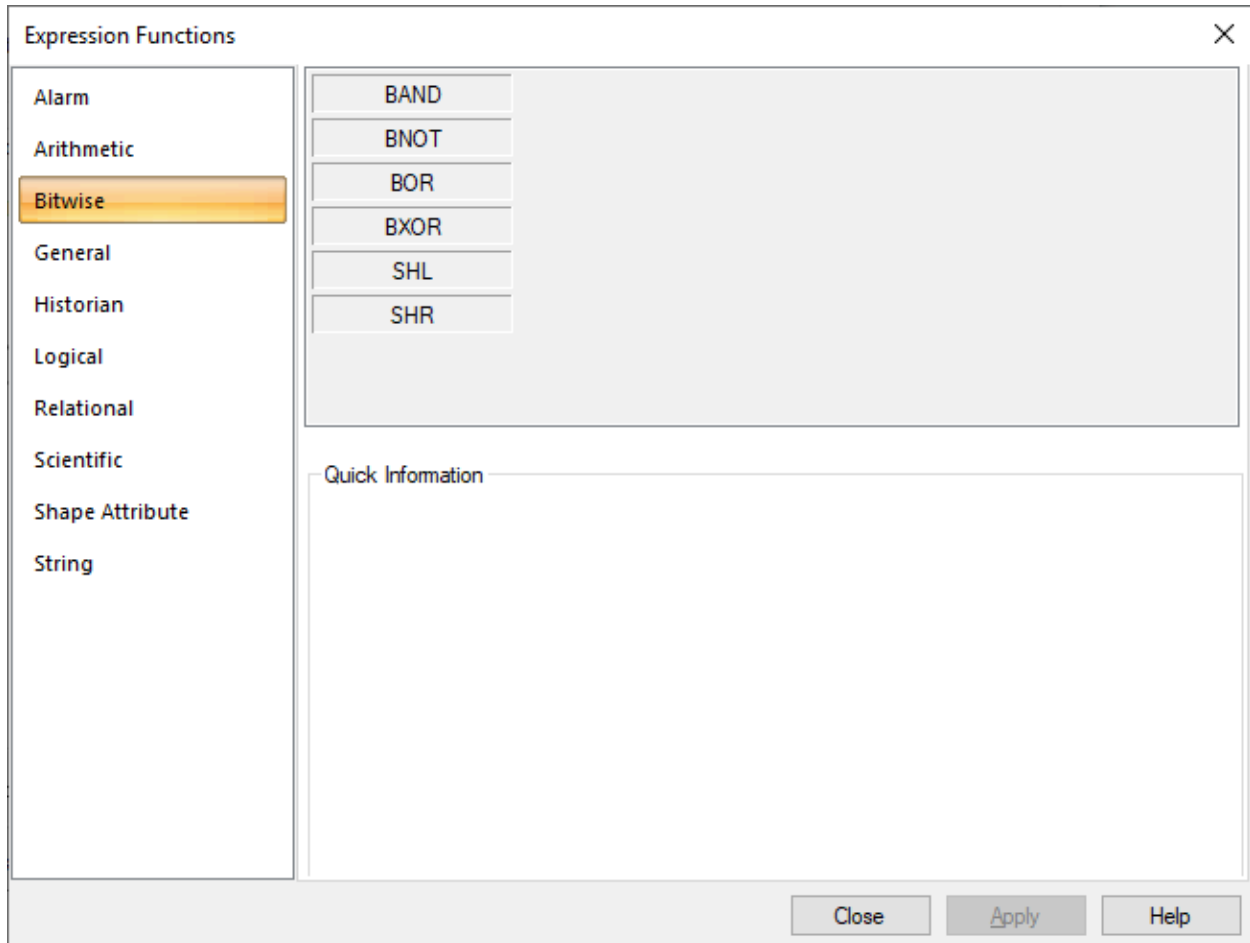 Expression Functions
Alarm
Arithmetic
Bitwise
General
Historian
Logical
Relational
Scientific
Shape Attribute
String
BAND
BNOT
BOR
BXOR
SHL
SHR
Quick Information
Close
Apply
Help